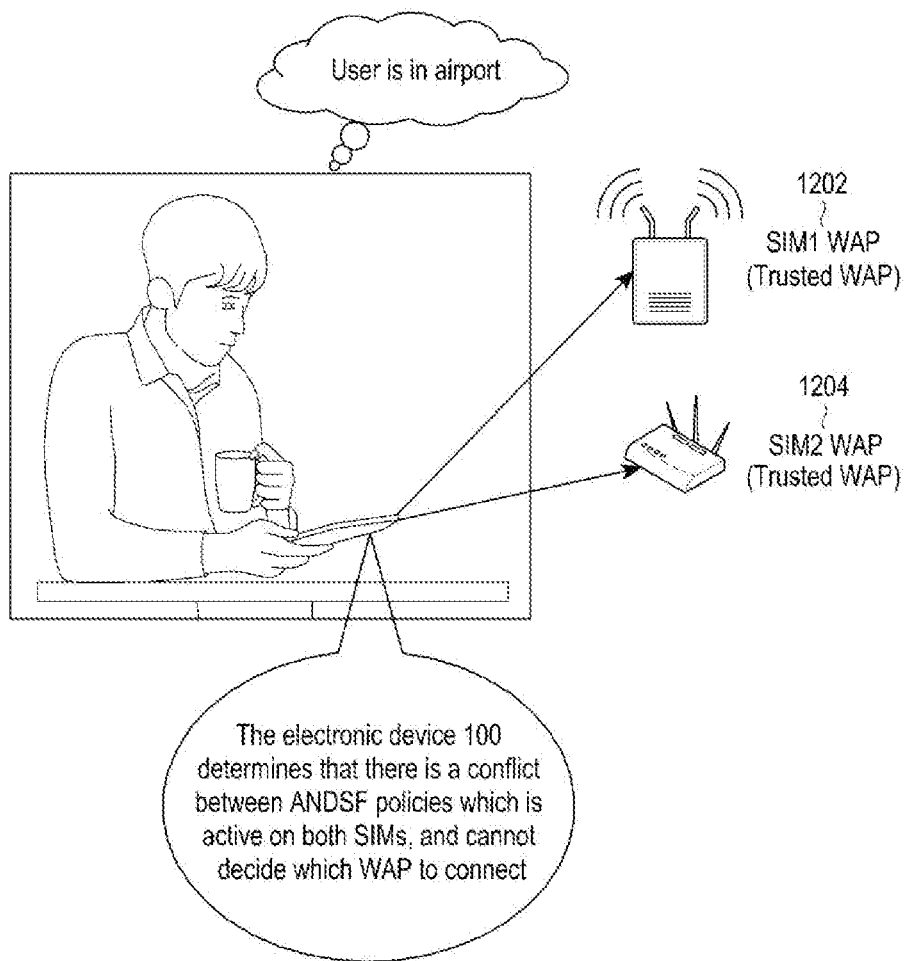 User is in airport
1202
SIM1 WAP
(Trusted WAP)
1204
SIM2 WAP
(Trusted WAP)
The electronic device 100
determines that there is a conflict
between ANDSF policies which is
active on both SIMs, and cannot
decide which WAP to connect